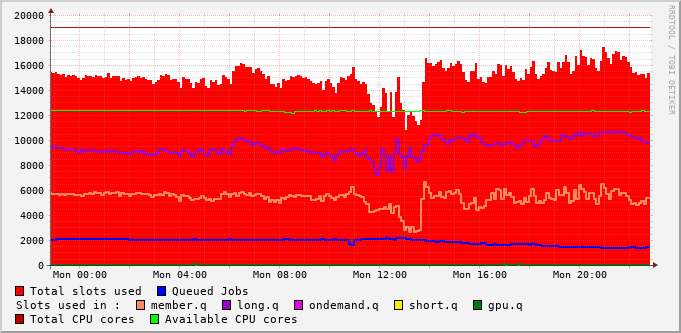 20000
18000
16000
14000
12000
10000
8000
6000
4000
2000
0
Mon 00:00 Mon 04:00 Mon 08:00 Mon 12:00 Mon 16:00 Mon 20:00
RRDTOOL / TOBI OETIKER
Total slots used Queued Jobs
Slots used in : member.q long.q ondemand.q short.q gpu.q
Total CPU cores Available CPU cores